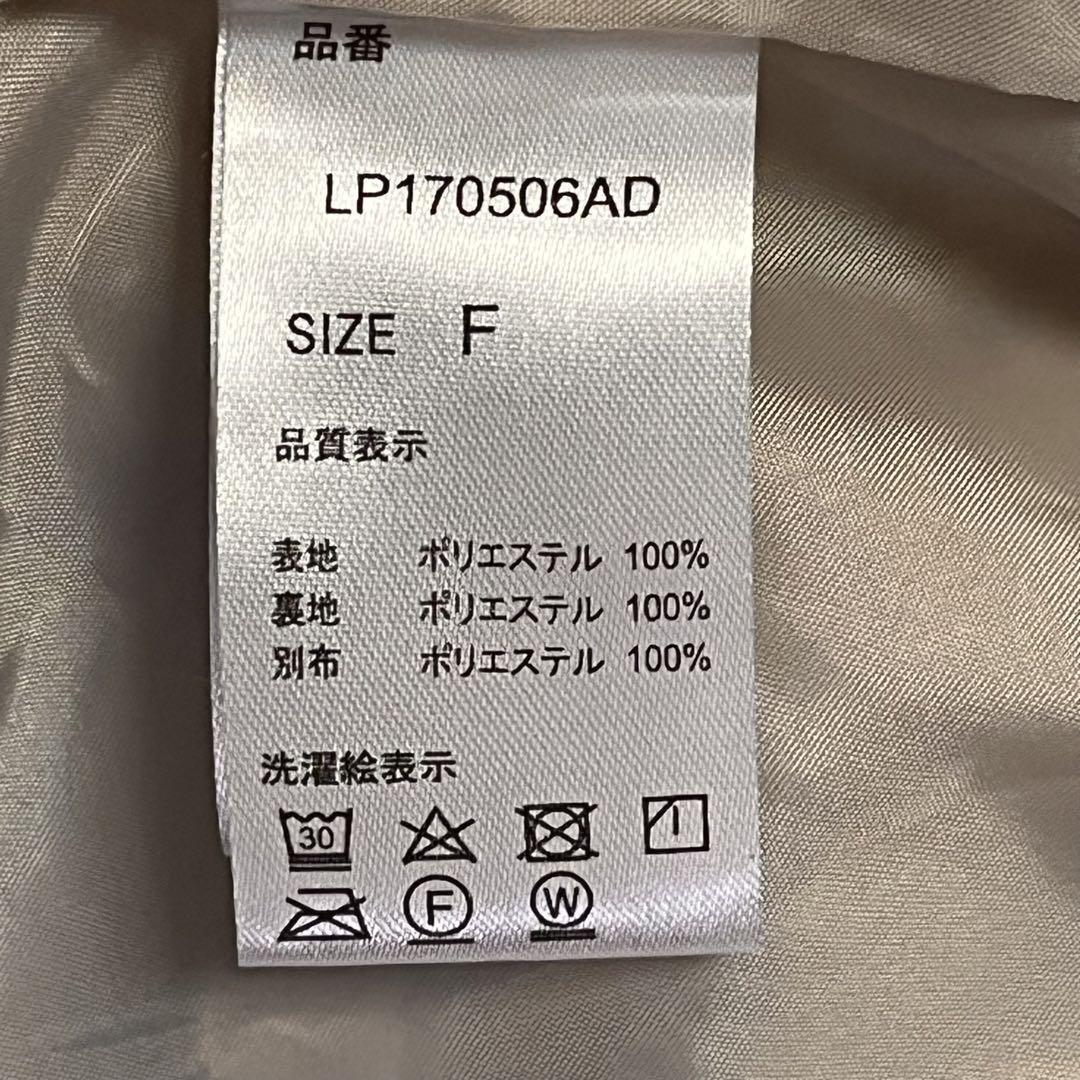 品番
LP170506AD
SIZE F
品質表示
表地 ポリエステル 100%
裏地 ポリエステル 100%
別布 ポリエステル 100%
洗濯絵表示
30
F W